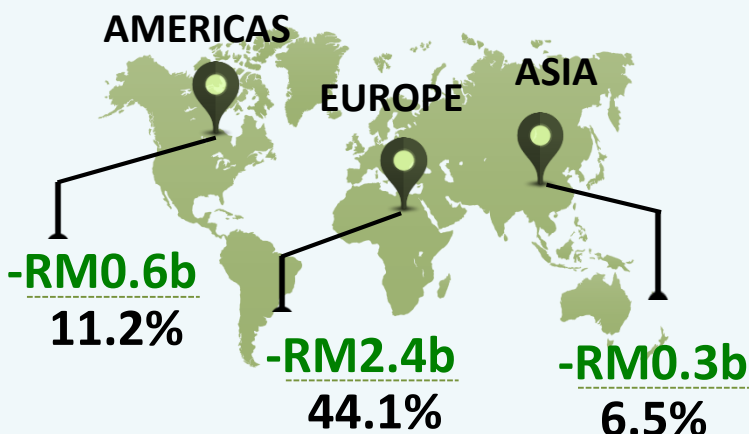 AMERICAS
EUROPE
ASIA
-RM0.6b
11.2%
-RM2.4b
44.1%
-RM0.3b
6.5%